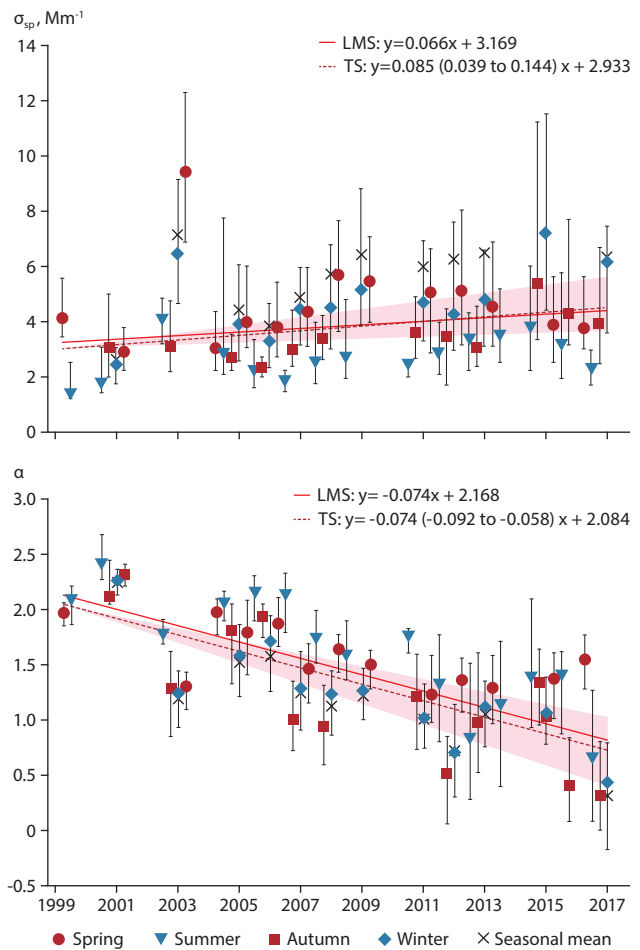 σsp, Mm⁻¹
LMS: y=0.066x + 3.169
TS: y=0.085 (0.039 to 0.144) x + 2.933
14
12
10
8
6
4
2
0
α
LMS: y= -0.074x + 2.168
TS: y= -0.074 (-0.092 to -0.058) x + 2.084
3.0
2.5
2.0
1.5
1.0
0.5
0
-0.5
1999 2001 2003 2005 2007 2009 2011 2013 2015 2017
Spring Summer Autumn Winter Seasonal mean